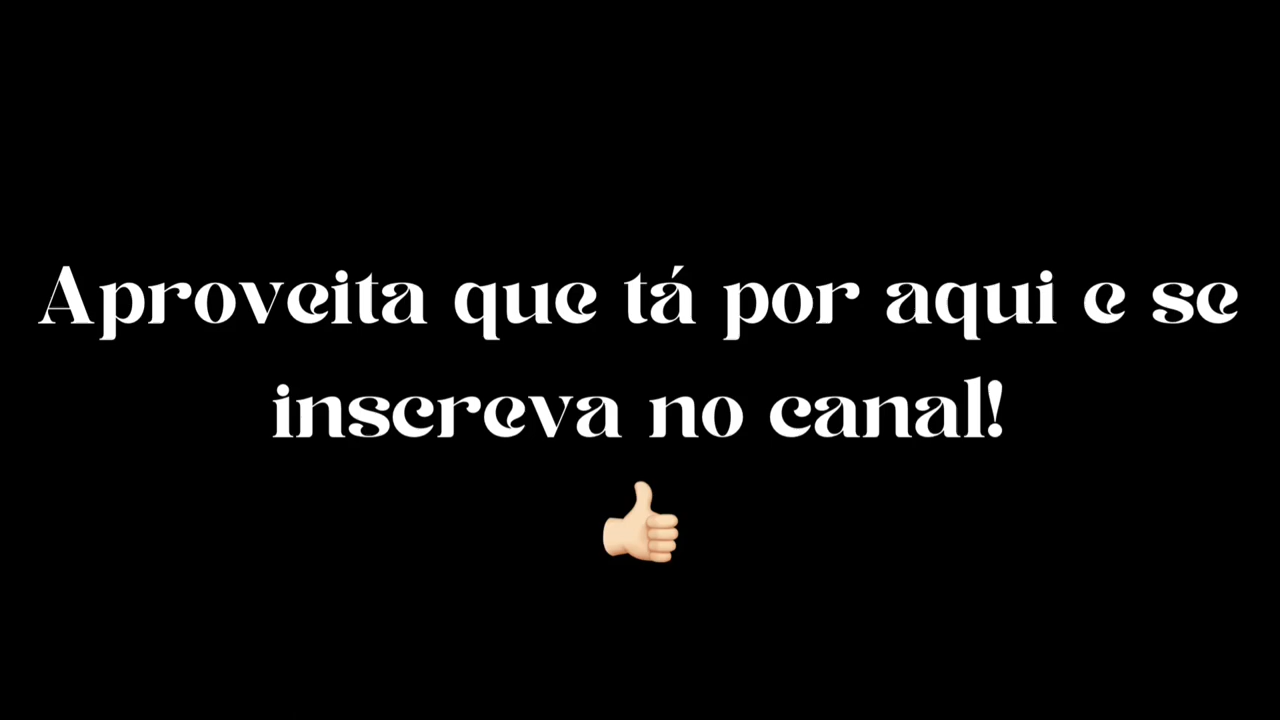 Aproveita que tá por aqui e se
inscreva no canal!
👍🏻